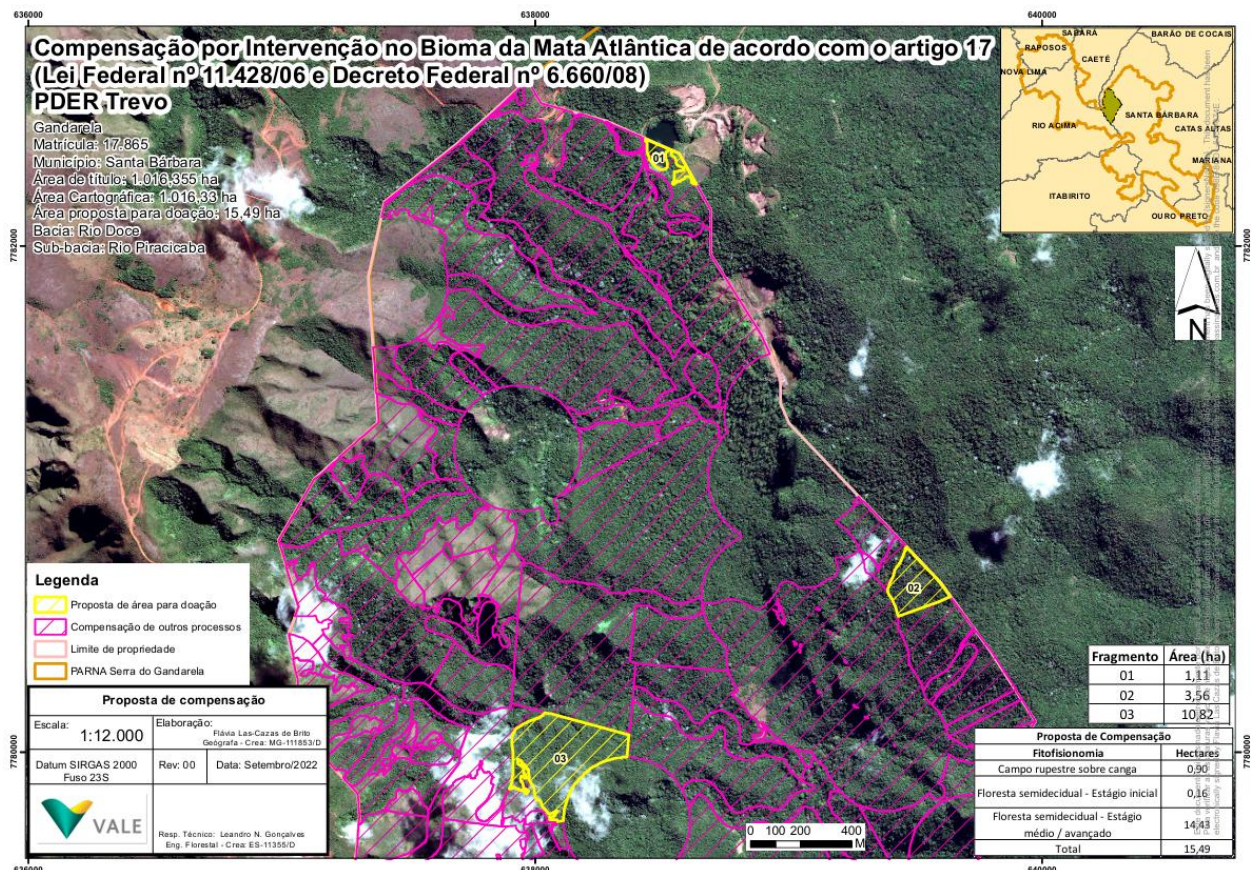 636000 638000 640000
Compensação por Intervenção no Bioma da Mata Atlântica de acordo com o artigo 17
(Lei Federal nº 11.428/06 e Decreto Federal nº 6.660/08)
PDER Trevo
Gandarela
Matrícula: 17.865
Município: Santa Bárbara
Área de título: 1.016,355 ha
Área Cartográfica: 1.016,33 ha
Área proposta para doação: 15,49 ha
Bacia: Rio Doce
Sub-bacia: Rio Piracicaba
SABARÁ
BARÃO DE COCAIS
RAPOSOS
CAETÉ
NOVA LIMA
SANTA BÁRBARA
RIO ACIMA
CATAS ALTAS
MARIANA
ITABIRITO
OURO PRETO
7782000
7782000
N
01
02
03
Legenda
Proposta de área para doação
Compensação de outros processos
Limite de propriedade
PARNA Serra do Gandarela
Proposta de compensação
Escala: 1:12.000
Elaboração:
Flávia Las-Cazas de Brito
Geógrafa - Crea: MG-111853/D
Datum SIRGAS 2000
Fuso 23S
Rev: 00
Data: Setembro/2022
VALE
Resp. Técnico: Leandro N. Gonçalves
Eng. Florestal - Crea: ES-11355/D
0 100 200 400
M
Fragmento Área (ha)
01 1,11
02 3,56
03 10,82
Proposta de Compensação
Fitofisionomia Hectares
Campo rupestre sobre canga 0,90
Floresta semidecidual - Estágio inicial 0,16
Floresta semidecidual - Estágio
médio / avançado 14,43
Total 15,49
7780000
7780000
636000 638000 640000